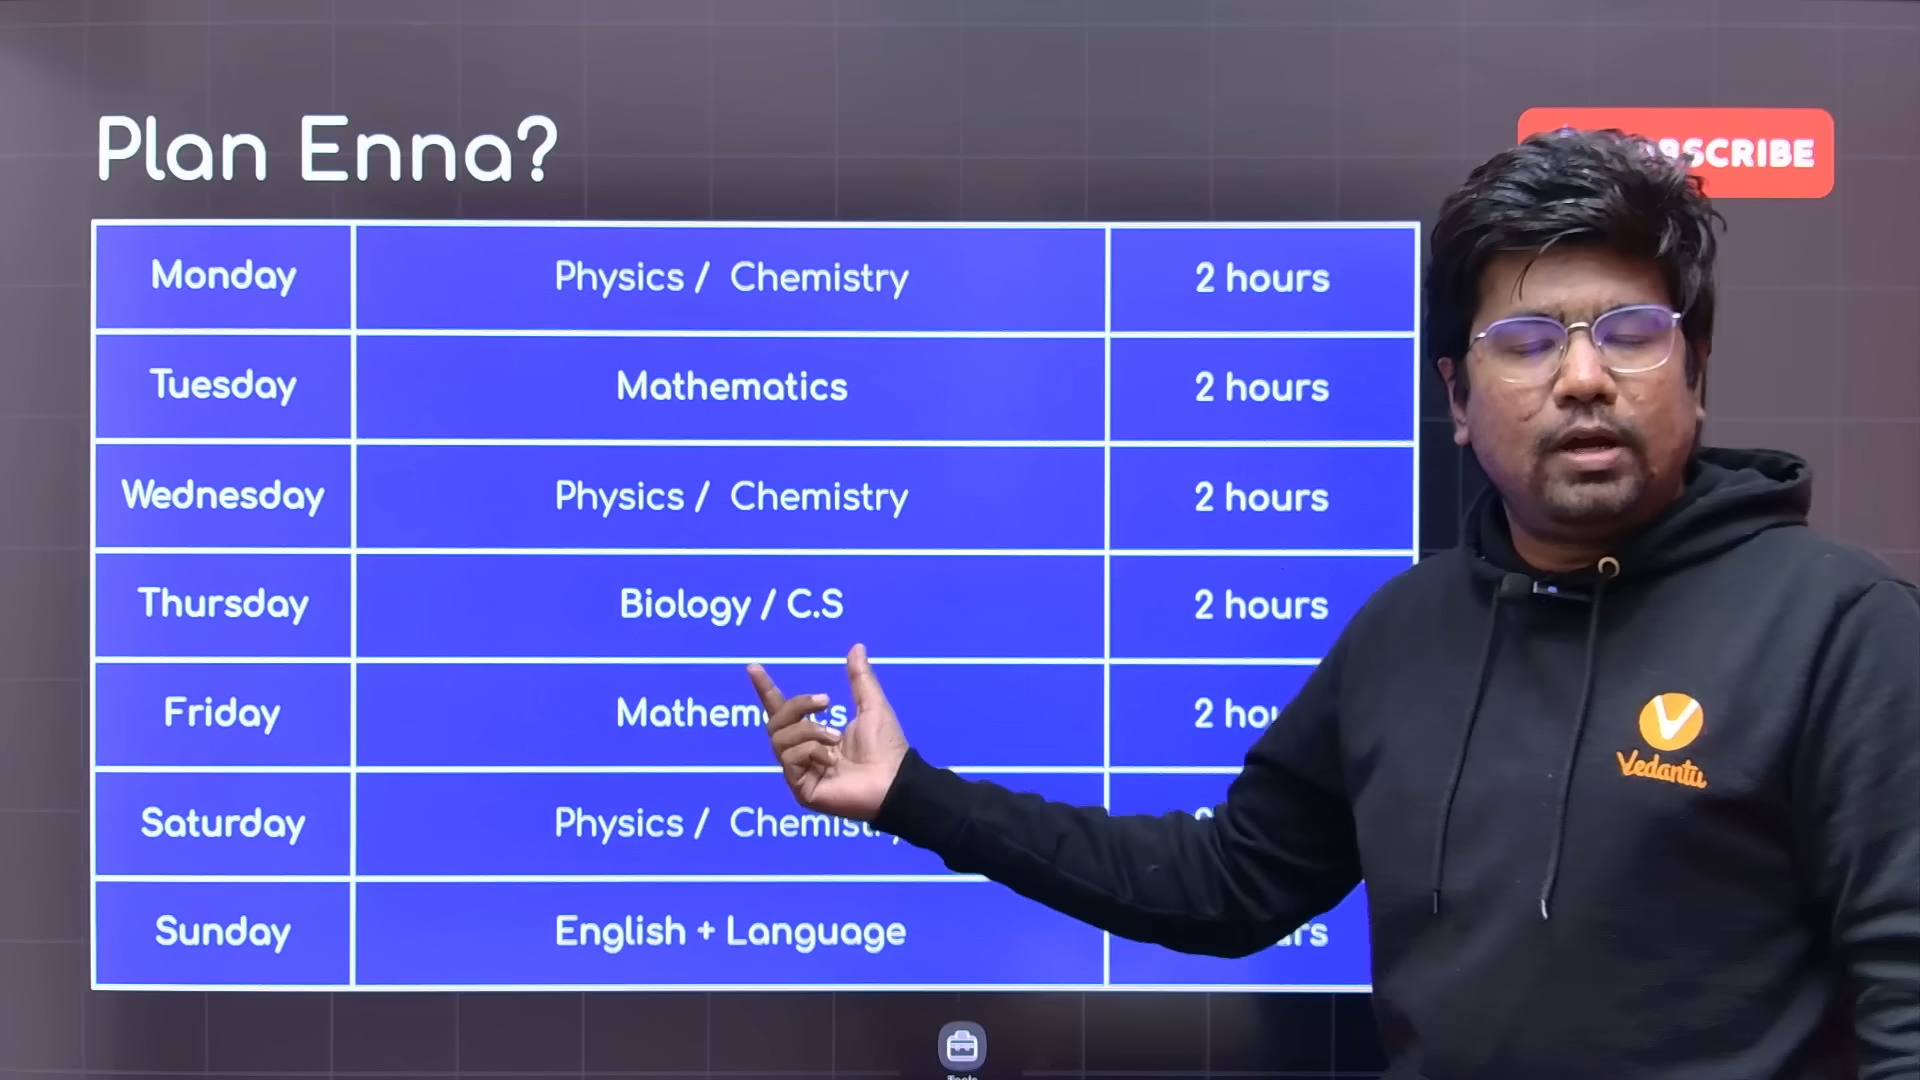 Plan Enna?
SCRIBE
Monday Physics / Chemistry 2 hours
Tuesday Mathematics 2 hours
Wednesday Physics / Chemistry 2 hours
Thursday Biology / C.S 2 hours
Friday 2
Saturday Physics /
Sunday English + Language
Vedantu